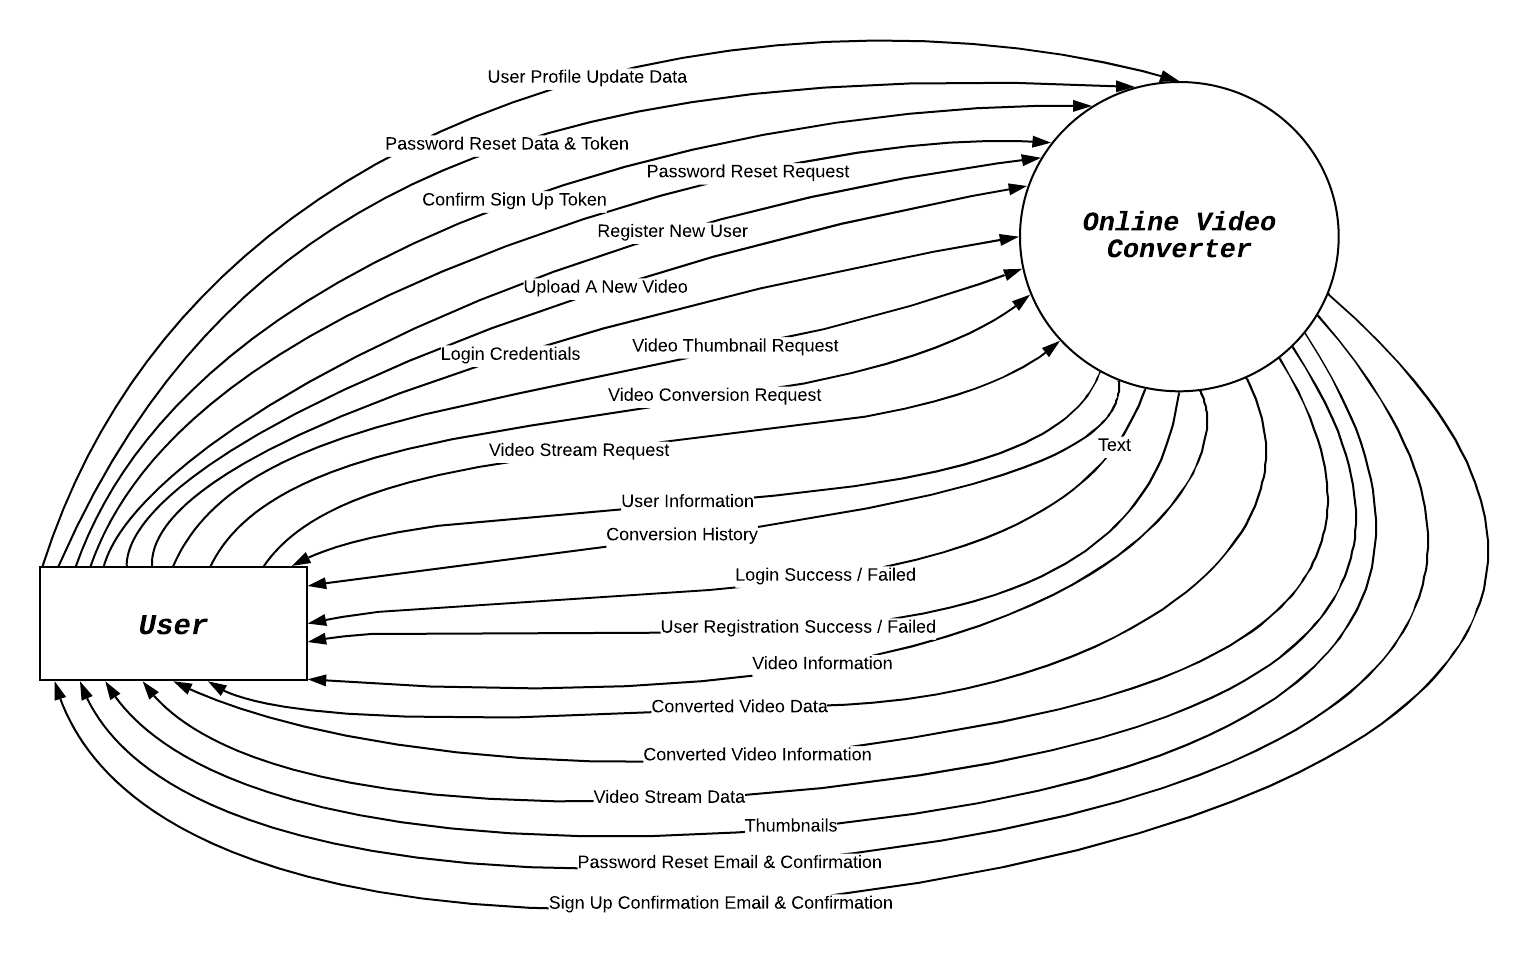 User Profile Update Data
Password Reset Data & Token
Password Reset Request
Confirm Sign Up Token
Register New User
Online Video
Converter
Upload A New Video
Video Thumbnail Request
Login Credentials
Video Conversion Request
Text
Video Stream Request
User Information
Conversion History
Login Success / Failed
User
User Registration Success / Failed
Video Information
Converted Video Data
Converted Video Information
Video Stream Data
Thumbnails
Password Reset Email & Confirmation
Sign Up Confirmation Email & Confirmation